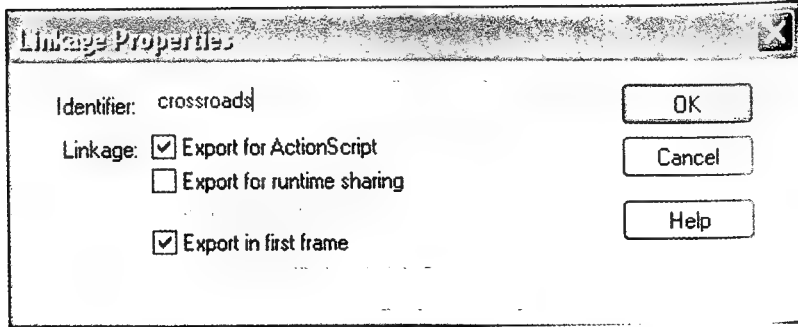 Linkage Properties
Identifier: crossroads
OK
Linkage: Export for ActionScript
Cancel
Export for runtime sharing
Help
Export in first frame